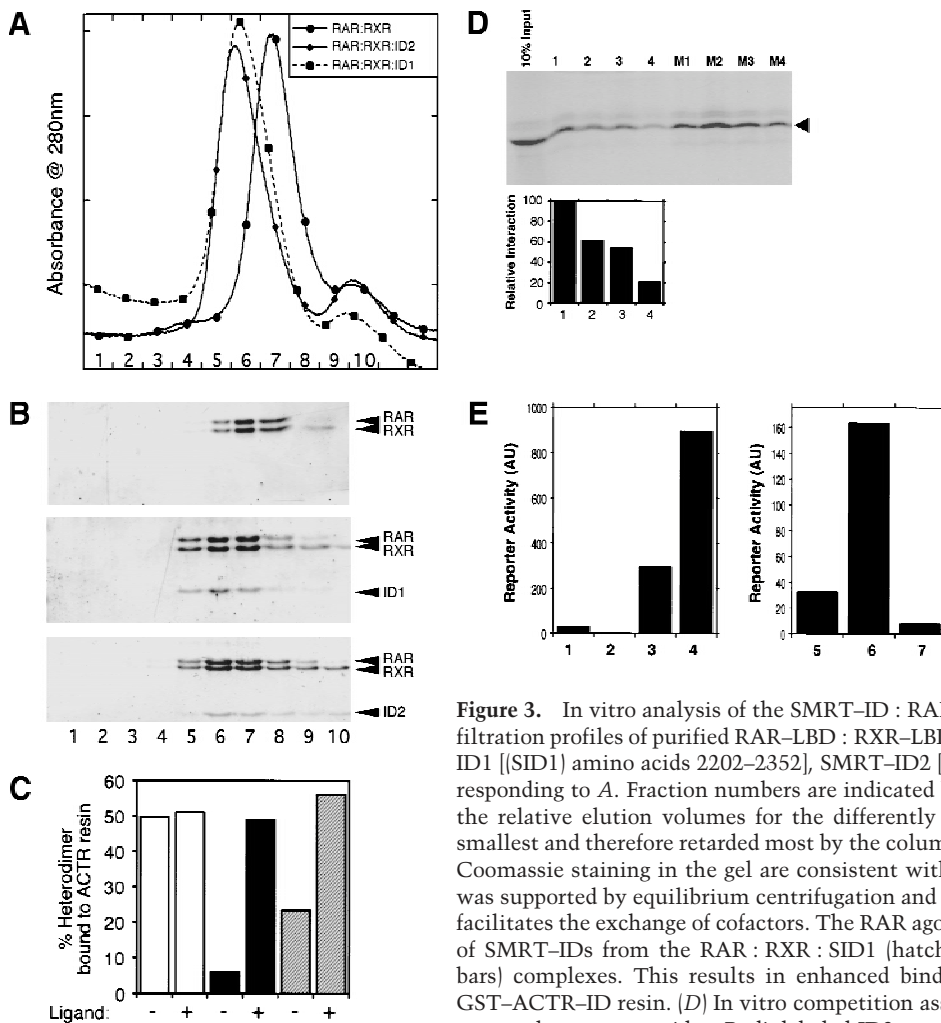 A
RAR:RXR
RAR:RXR:ID2
RAR:RXR:ID1
Absorbance @ 280nm
1 2 3 4 5 6 7 8 9 10
B
RAR
RXR
RAR
RXR
ID1
RAR
RXR
ID2
1 2 3 4 5 6 7 8 9 10
C
% Heterodimer
bound to ACTR resin
60
50
40
30
20
10
0
Ligand: - + - + - +
D
10% Input 1 2 3 4 M1 M2 M3 M4
Relative Interaction
100
80
60
40
20
0
1 2 3 4
E
Reporter Activity (AU)
1000
800
600
400
200
0
1 2 3 4
Reporter Activity (AU)
160
140
120
100
80
60
40
20
0
5 6 7
Figure 3. In vitro analysis of the SMRT–ID : RAR
filtration profiles of purified RAR–LBD : RXR–LBD
ID1 [(SID1) amino acids 2202–2352], SMRT–ID2 [
responding to A. Fraction numbers are indicated
the relative elution volumes for the differently
smallest and therefore retarded most by the colum
Coomassie staining in the gel are consistent with
was supported by equilibrium centrifugation and
facilitates the exchange of cofactors. The RAR ago
of SMRT–IDs from the RAR : RXR : SID1 (hatch
bars) complexes. This results in enhanced bind
GST–ACTR–ID resin. (D) In vitro competition as